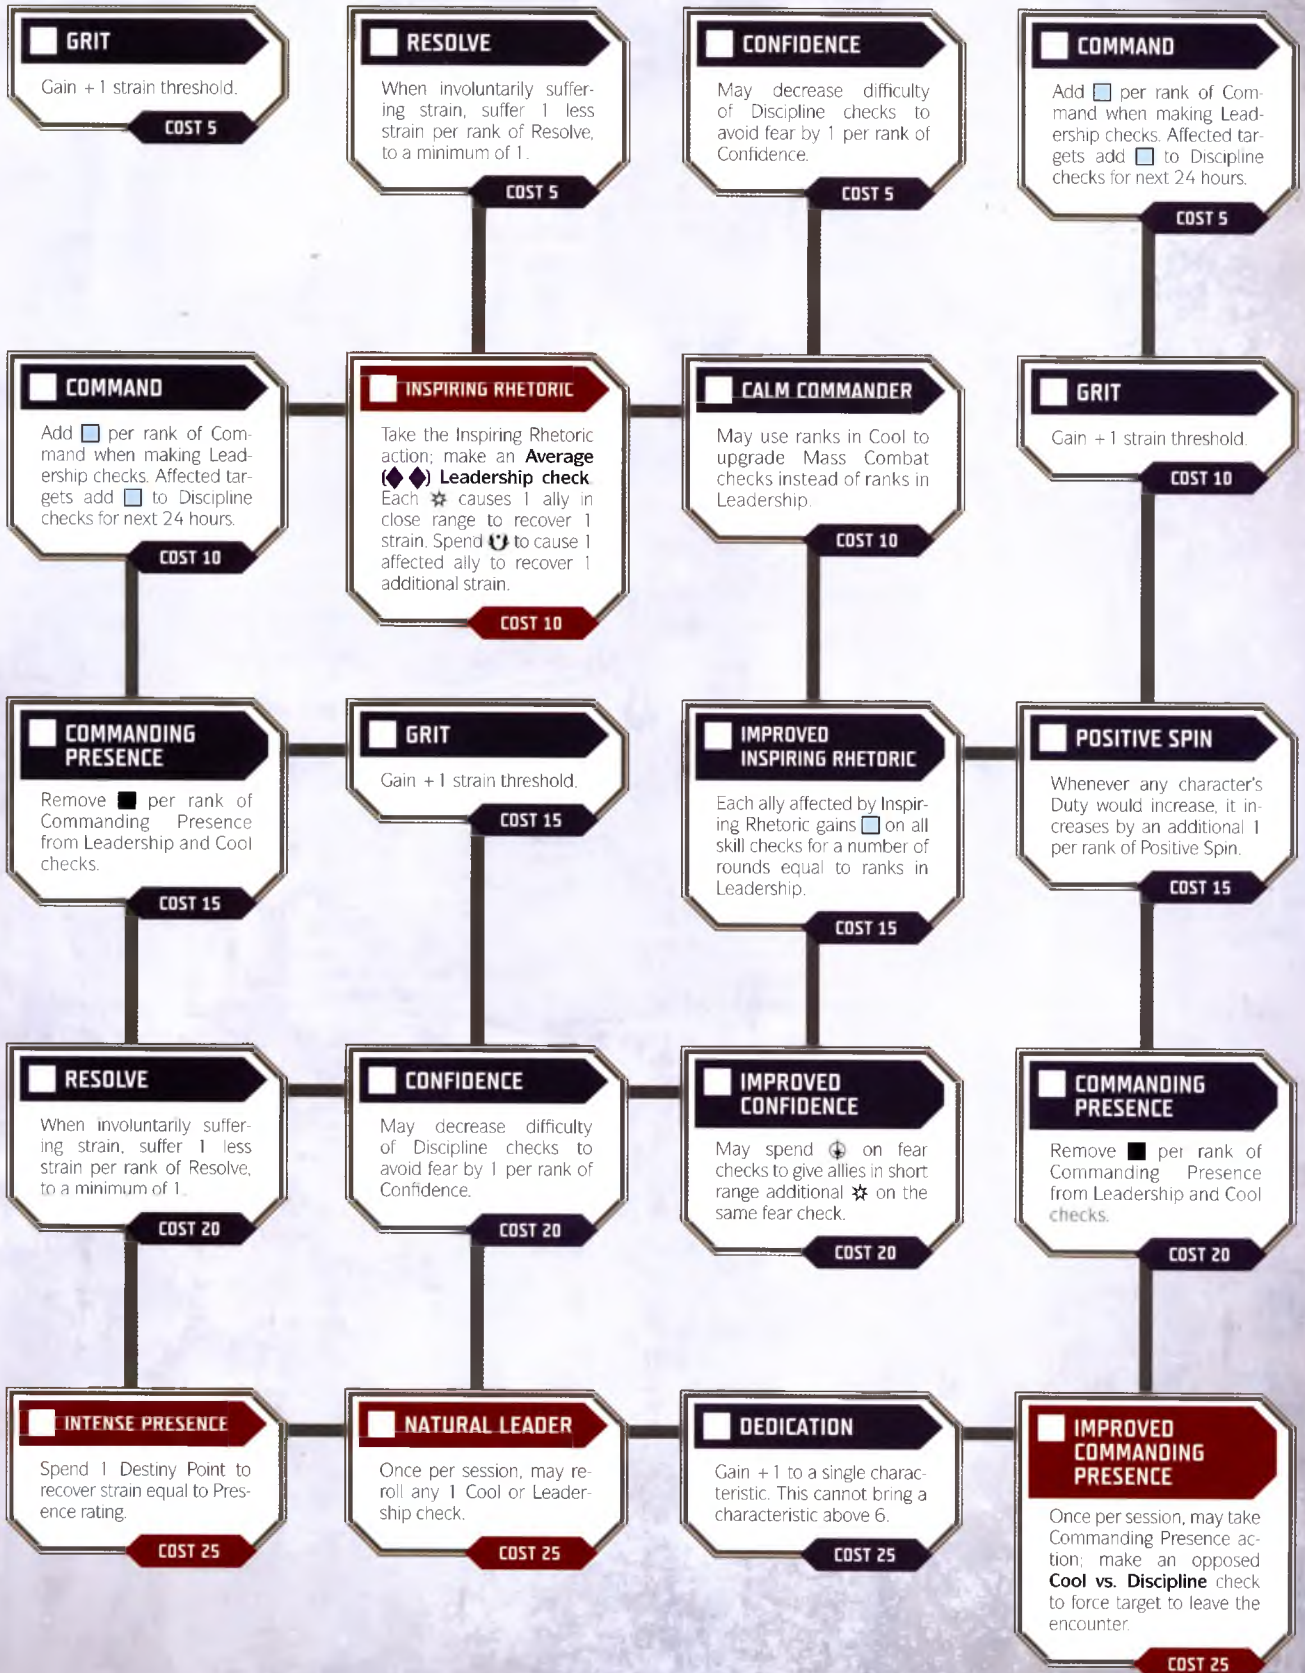 GRIT
Gain +1 strain threshold.
COST 5
RESOLVE
When involuntarily suffer-
ing strain, suffer 1 less
strain per rank of Resolve,
to a minimum of 1.
COST 5
CONFIDENCE
May decrease difficulty
of Discipline checks to
avoid fear by 1 per rank of
Confidence.
COST 5
COMMAND
Add per rank of Com-
mand when making Lead-
ership checks. Affected tar-
gets add to Discipline
checks for next 24 hours.
COST 5
COMMAND
Add per rank of Com-
mand when making Lead-
ership checks. Affected tar-
gets add to Discipline
checks for next 24 hours.
COST 10
INSPIRING RHETORIC
Take the Inspiring Rhetoric
action; make an Average
(◆ ◆) Leadership check.
Each causes 1 ally in
close range to recover 1
strain. Spend to cause 1
affected ally to recover 1
additional strain.
COST 10
CALM COMMANDER
May use ranks in Cool to
upgrade Mass Combat
checks instead of ranks in
Leadership.
COST 10
GRIT
Gain +1 strain threshold.
COST 10
COMMANDING
PRESENCE
Remove per rank of
Commanding Presence
from Leadership and Cool
checks.
COST 15
GRIT
Gain +1 strain threshold.
COST 15
IMPROVED
INSPIRING RHETORIC
Each ally affected by Inspir-
ing Rhetoric gains on all
skill checks for a number of
rounds equal to ranks in
Leadership.
COST 15
POSITIVE SPIN
Whenever any character's
Duty would increase, it in-
creases by an additional 1
per rank of Positive Spin.
COST 15
RESOLVE
When involuntarily suffer-
ing strain, suffer 1 less
strain per rank of Resolve,
to a minimum of 1.
COST 20
CONFIDENCE
May decrease difficulty
of Discipline checks to
avoid fear by 1 per rank of
Confidence.
COST 20
IMPROVED
CONFIDENCE
May spend on fear
checks to give allies in short
range additional on the
same fear check.
COST 20
COMMANDING
PRESENCE
Remove per rank of
Commanding Presence
from Leadership and Cool
checks.
COST 20
INTENSE PRESENCE
Spend 1 Destiny Point to
recover strain equal to Pres-
ence rating.
COST 25
NATURAL LEADER
Once per session, may re-
roll any 1 Cool or Leader-
ship check.
COST 25
DEDICATION
Gain +1 to a single charac-
teristic. This cannot bring a
characteristic above 6.
COST 25
IMPROVED
COMMANDING
PRESENCE
Once per session, may take
Commanding Presence ac-
tion; make an opposed
Cool vs. Discipline check
to force target to leave the
encounter.
COST 25